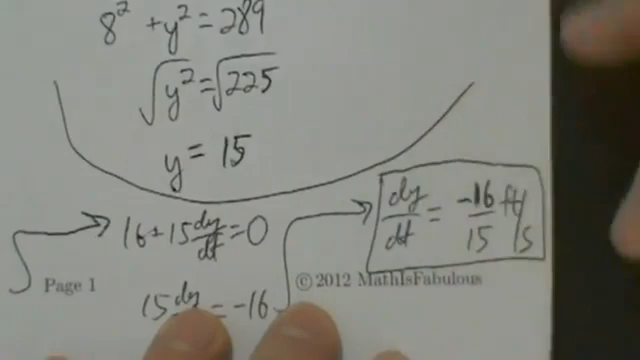 8² + y² = 289
√y² = √225
y = 15
16 + 15 dy/dt = 0
15 dy = -16
dy/dt = -16/15 ft/s
Page 1
© 2012 MathIsFabulous